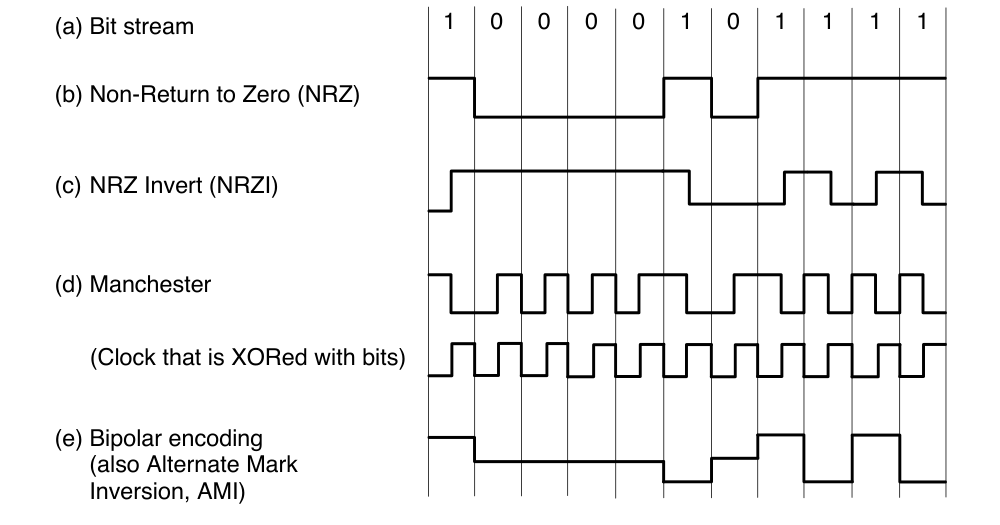 (a) Bit stream 1 0 0 0 0 1 0 1 1 1 1
(b) Non-Return to Zero (NRZ)
(c) NRZ Invert (NRZI)
(d) Manchester
(Clock that is XORed with bits)
(e) Bipolar encoding
(also Alternate Mark
Inversion, AMI)